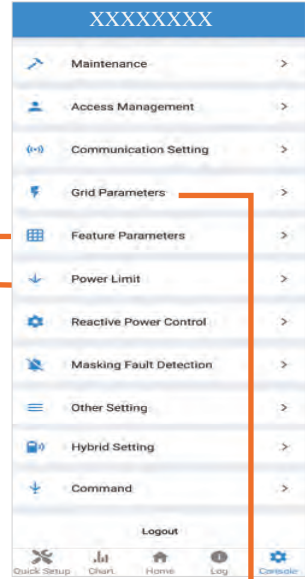 XXXXXXXX
Maintenance
Access Management
Communication Setting
Grid Parameters
Feature Parameters
Power Limit
Reactive Power Control
Masking Fault Detection
Other Setting
Hybrid Setting
Command
Logout
Quick Setup Chart. Home Log Console